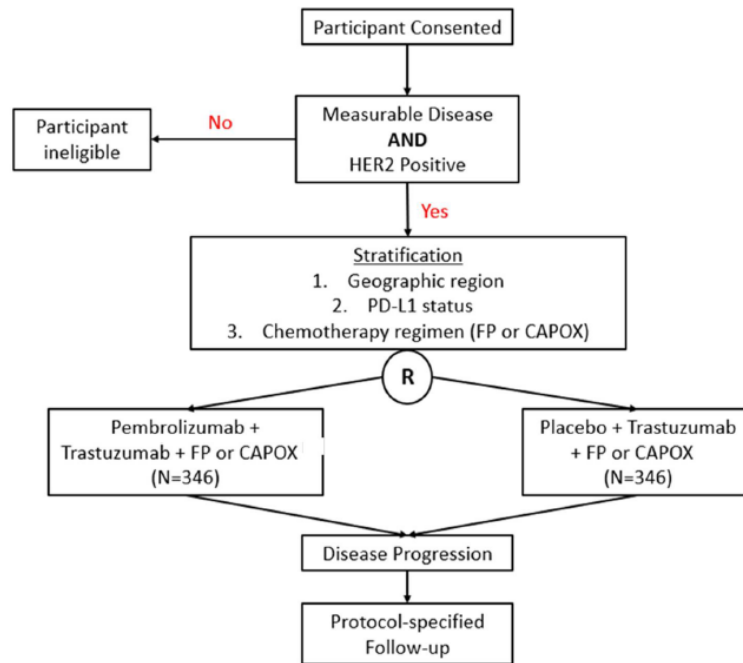 Participant Consented
Participant
ineligible
No
Measurable Disease
AND
HER2 Positive
Yes
Stratification
1. Geographic region
2. PD-L1 status
3. Chemotherapy regimen (FP or CAPOX)
R
Pembrolizumab +
Trastuzumab + FP or CAPOX
(N=346)
Placebo + Trastuzumab
+ FP or CAPOX
(N=346)
Disease Progression
Protocol-specified
Follow-up